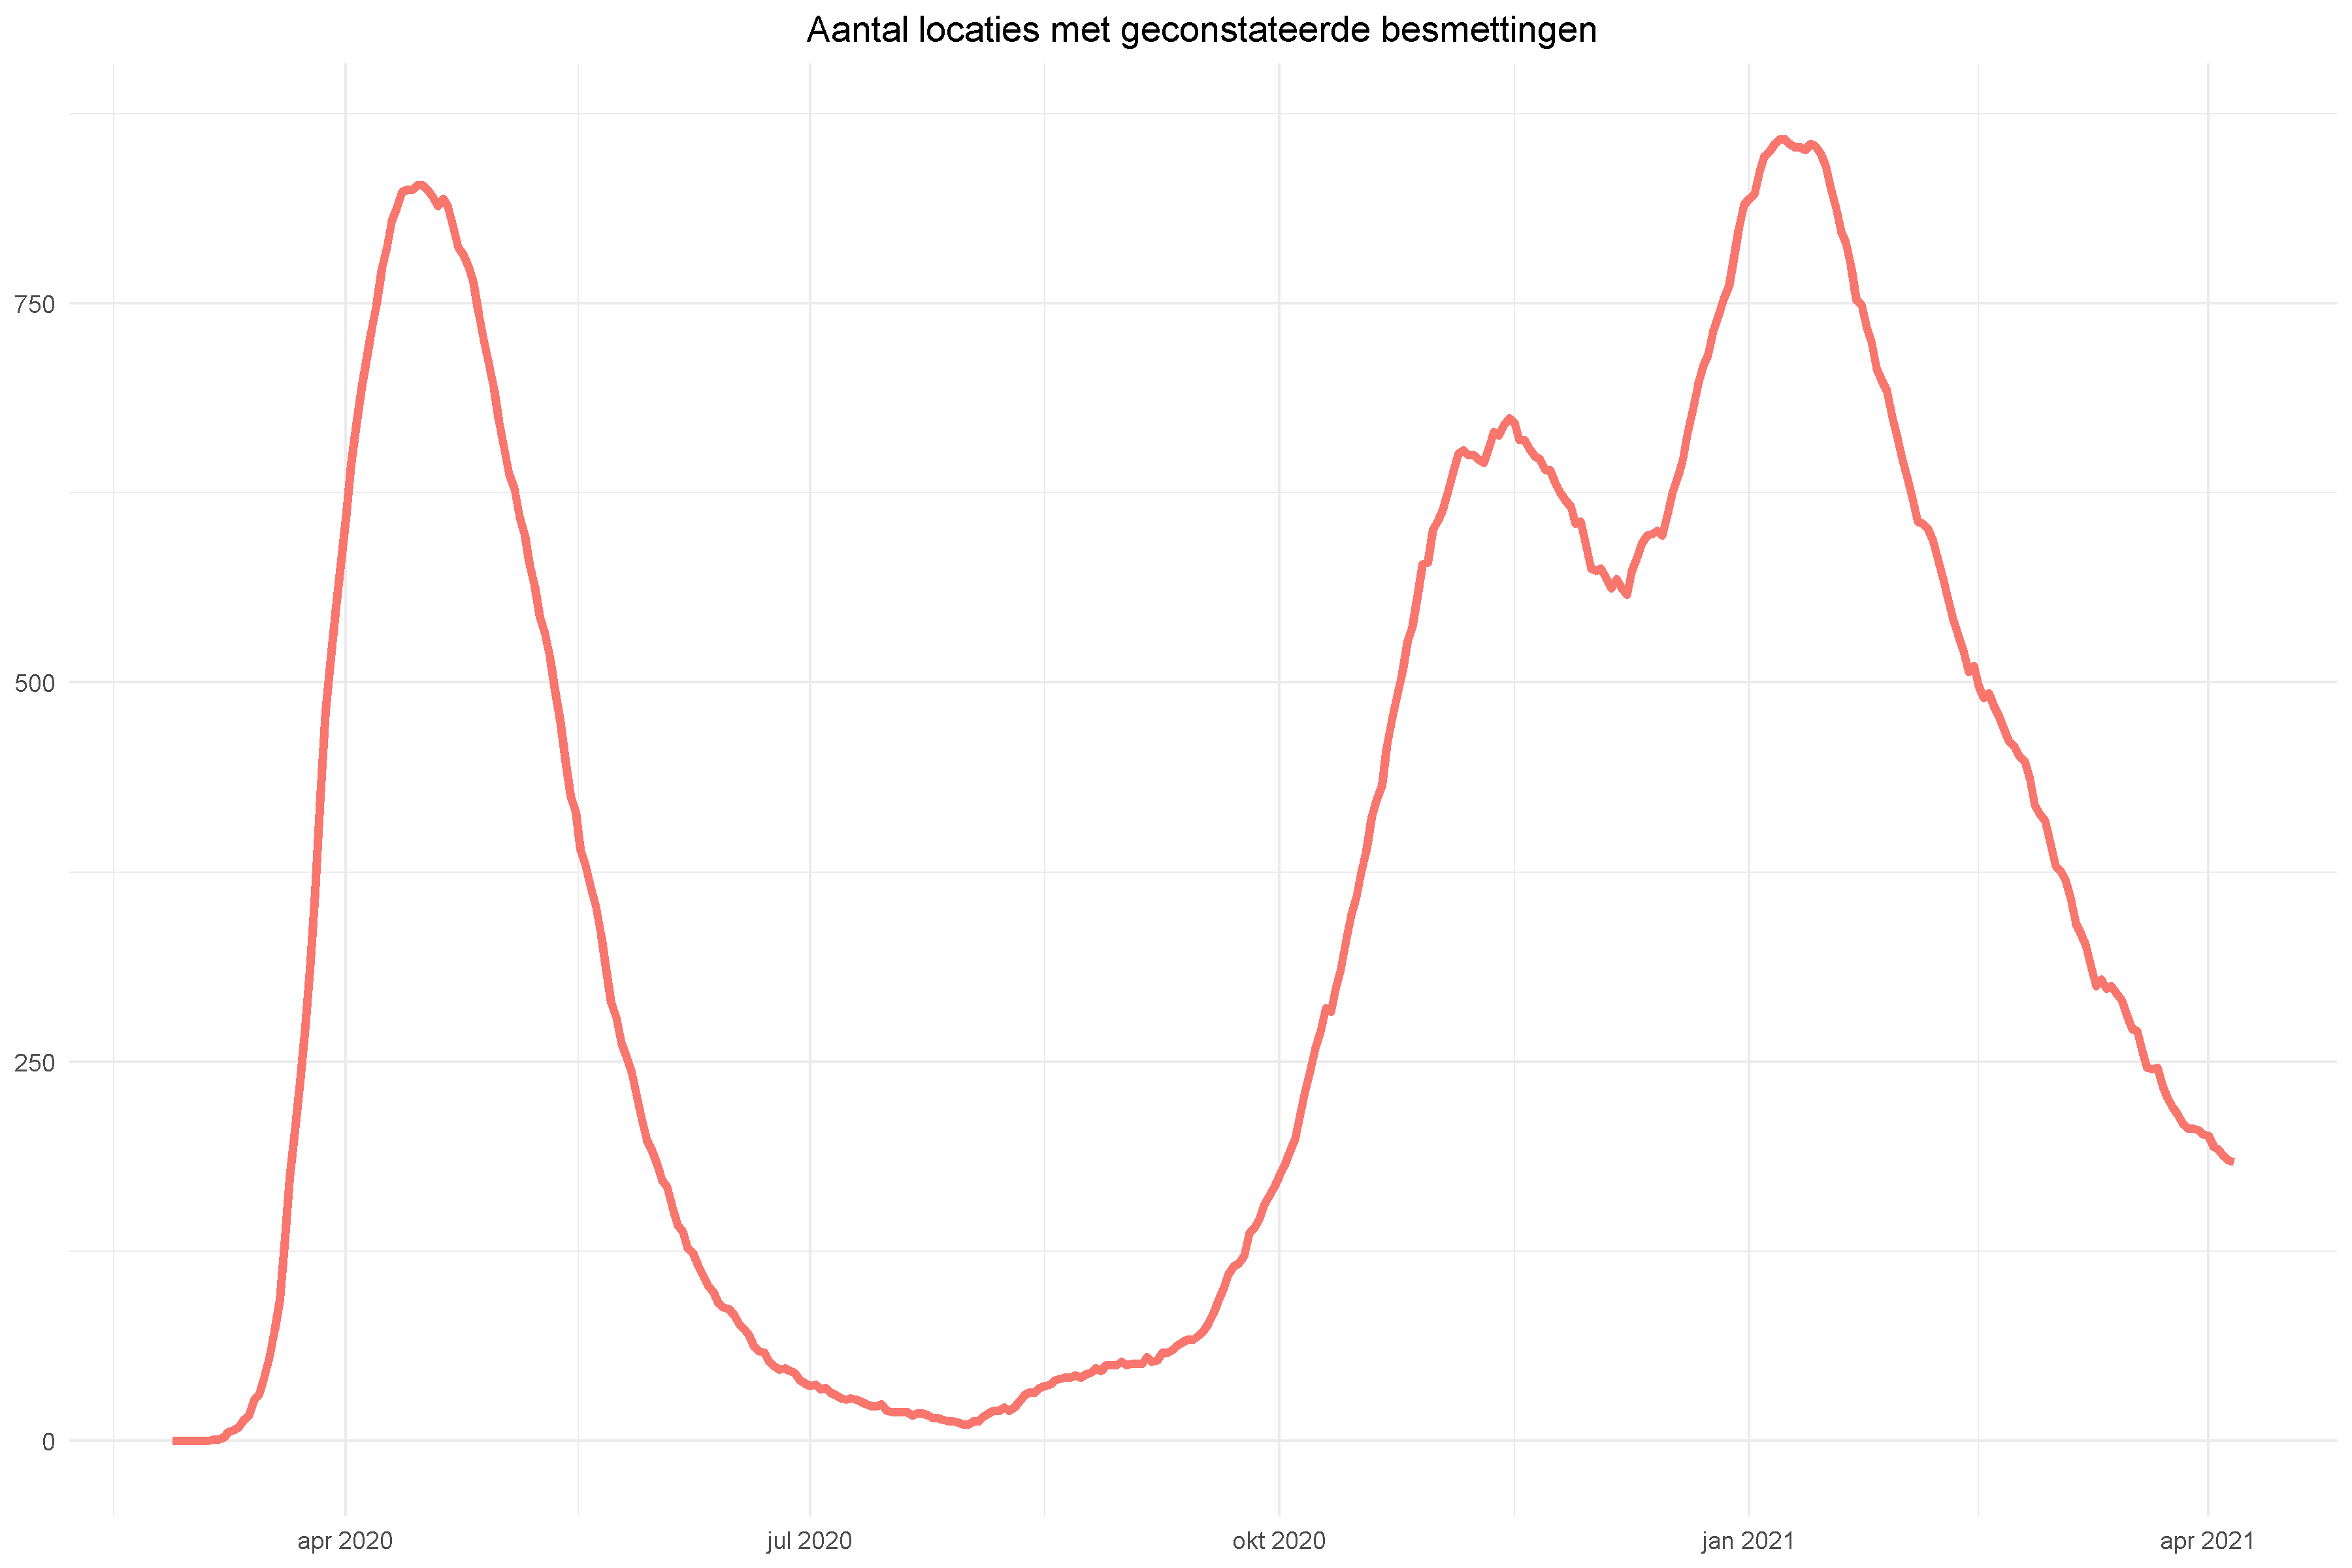 Aantal locaties met geconstateerde besmettingen
750
500
250
0
apr 2020
jul 2020
okt 2020
jan 2021
apr 2021